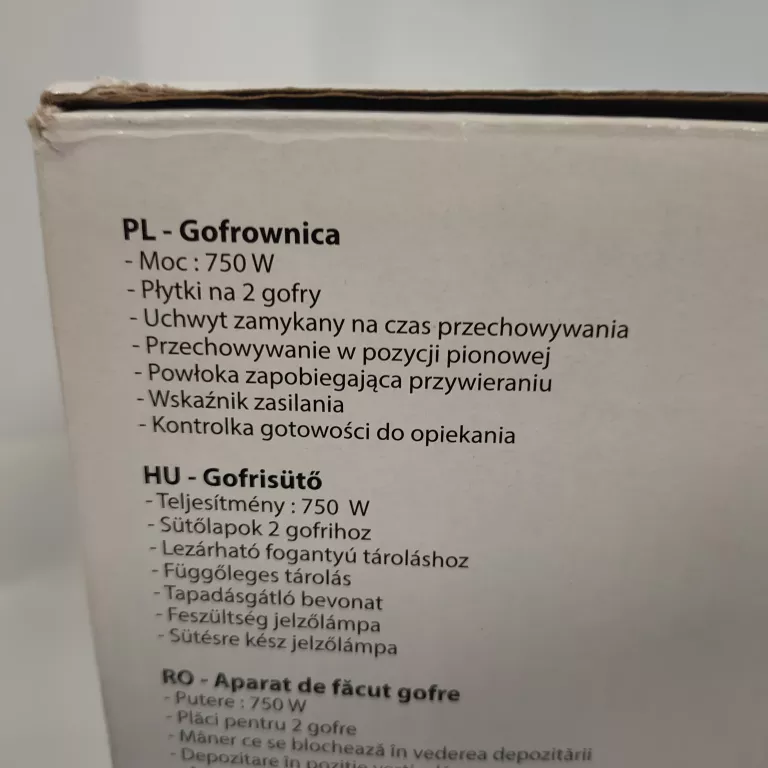 PL - Gofrownica
- Moc : 750 W
- Płytki na 2 gofry
- Uchwyt zamykany na czas przechowywania
- Przechowywanie w pozycji pionowej
- Powłoka zapobiegająca przywieraniu
- Wskaźnik zasilania
- Kontrolka gotowości do opiekania
HU - Gofrisütő
- Teljesítmény : 750 W
- Sütőlapok 2 gofrihoz
- Lezárható fogantyú tároláshoz
- Függőleges tárolás
- Tapadásgátló bevonat
- Feszültség jelzőlámpa
- Sütésre kész jelzőlámpa
RO - Aparat de făcut gofre
- Putere : 750 W
- Plăci pentru 2 gofre
- Mâner ce se blochează în vederea depozitării
- Depozitare în poziție